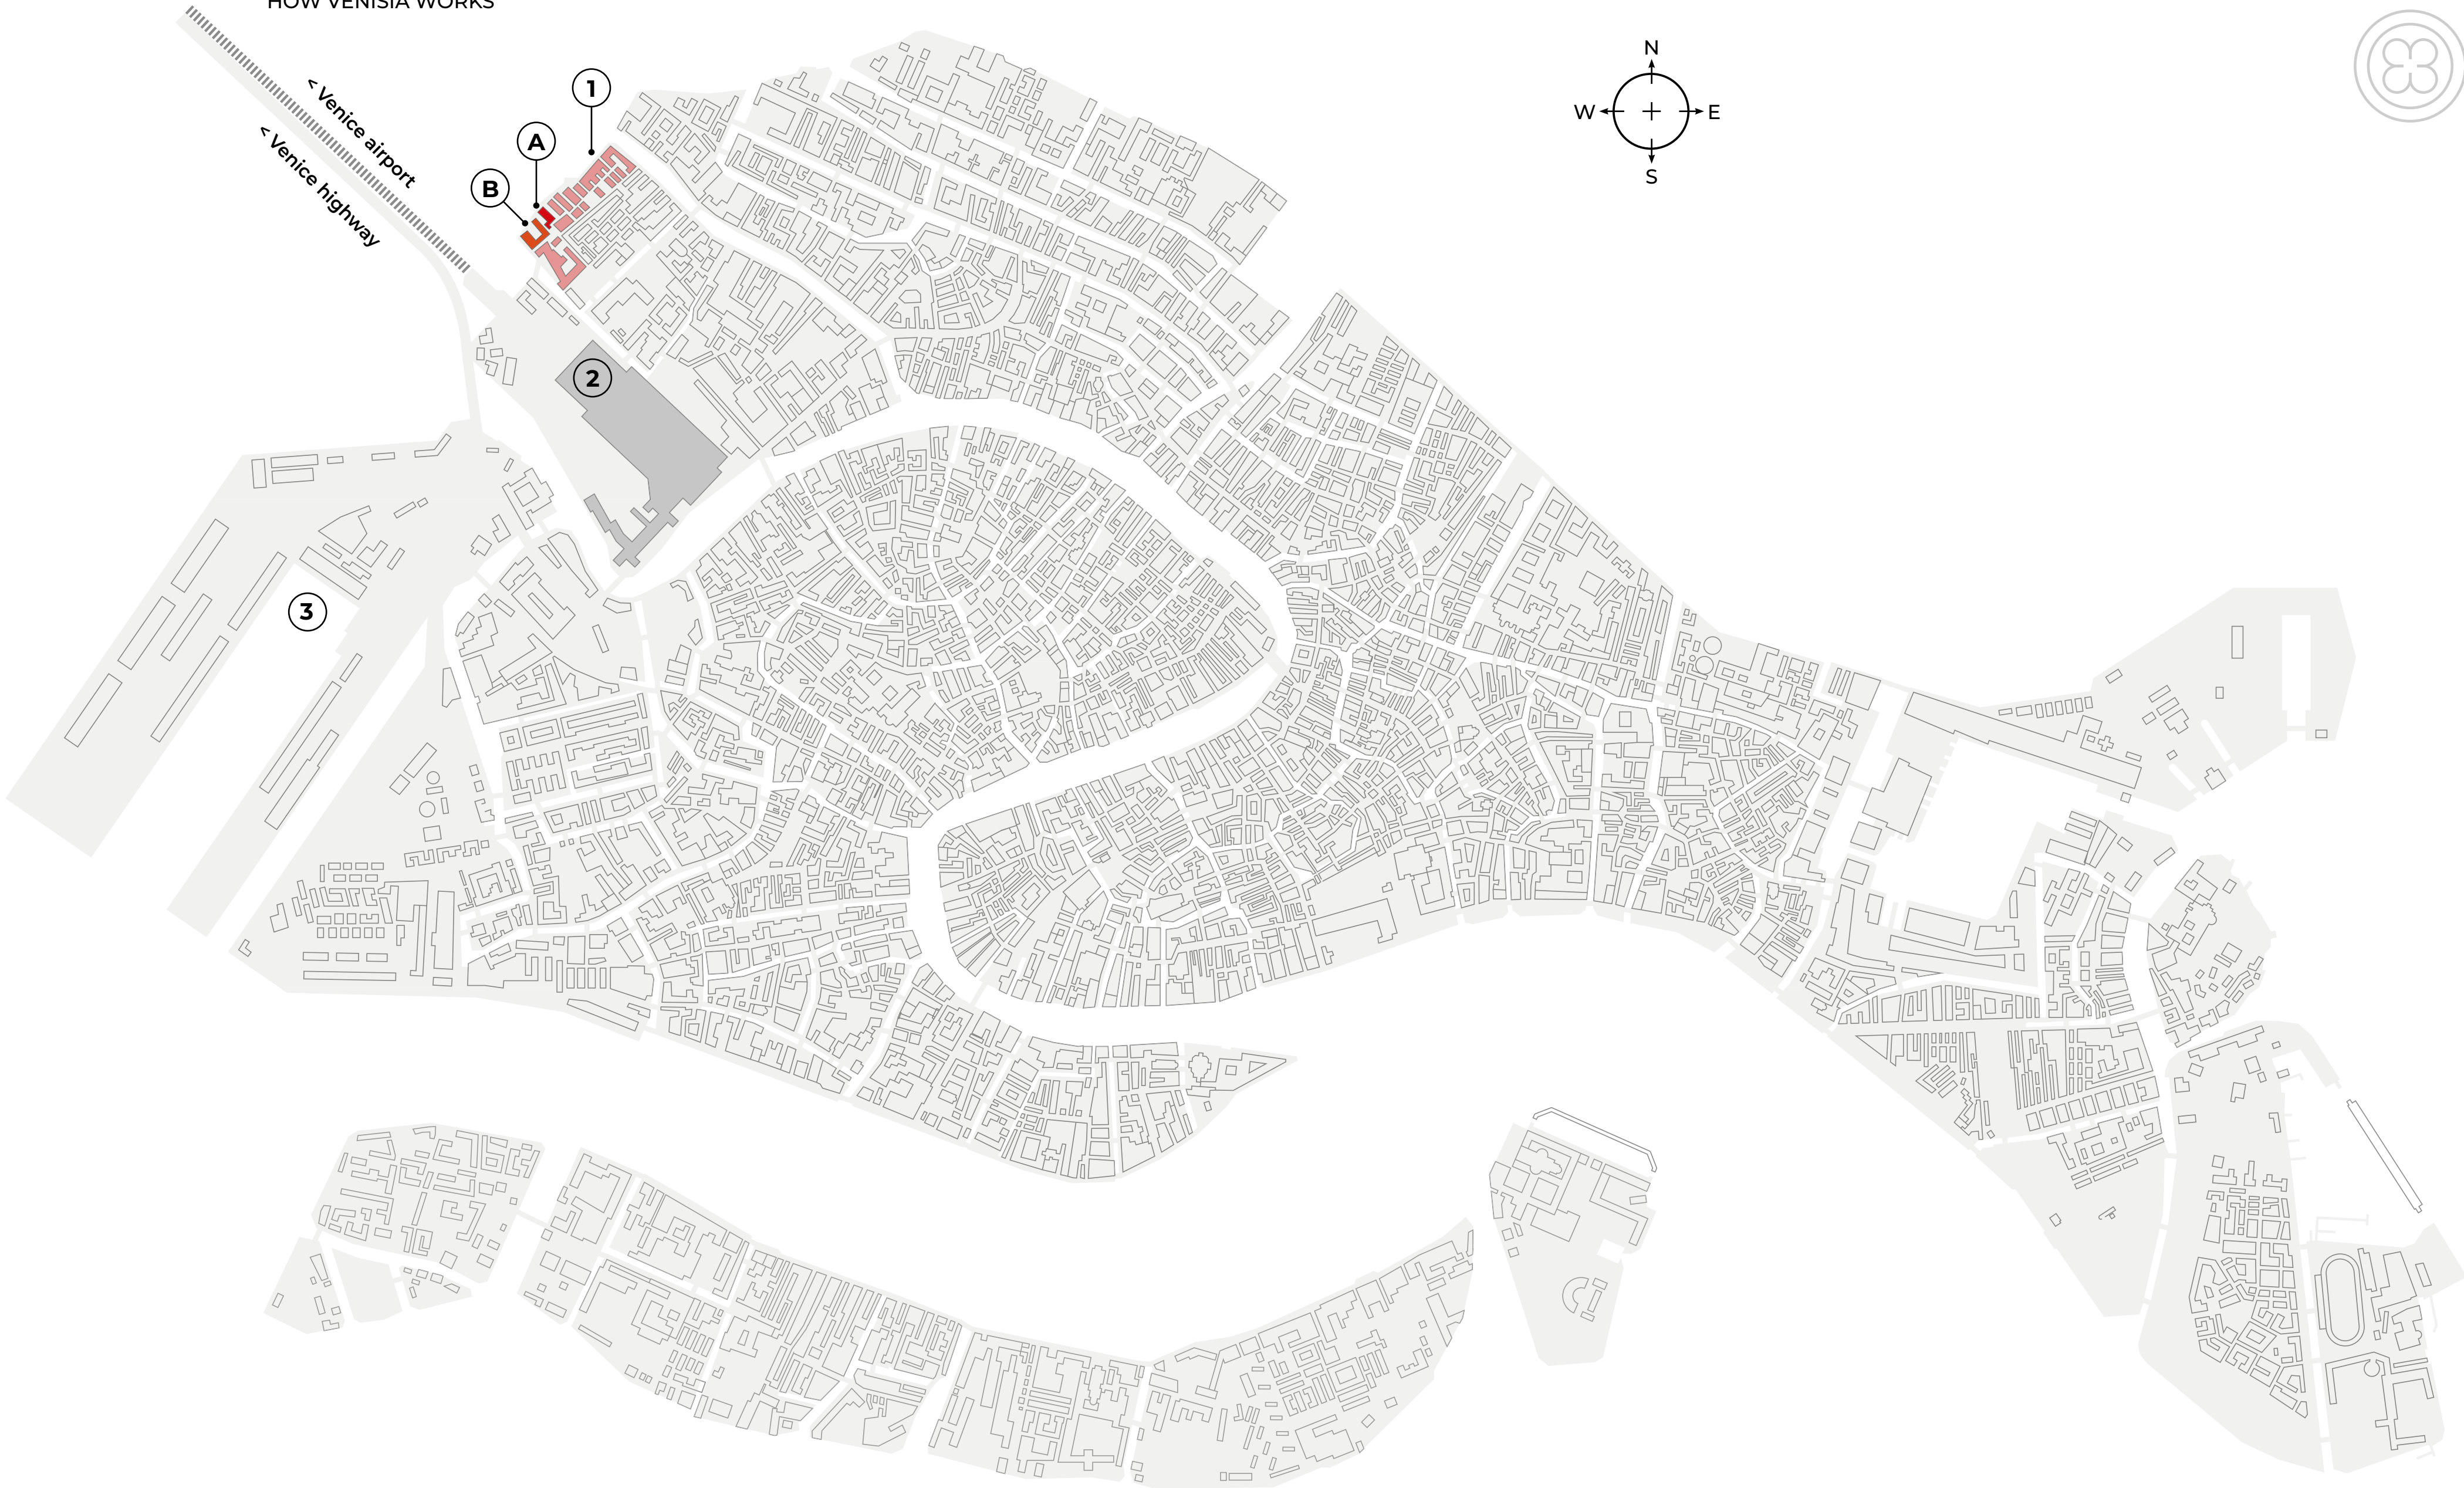 HOW VENISIA WORKS
N
W E
S
< Venice airport
< Venice highway
1
A
B
2
3